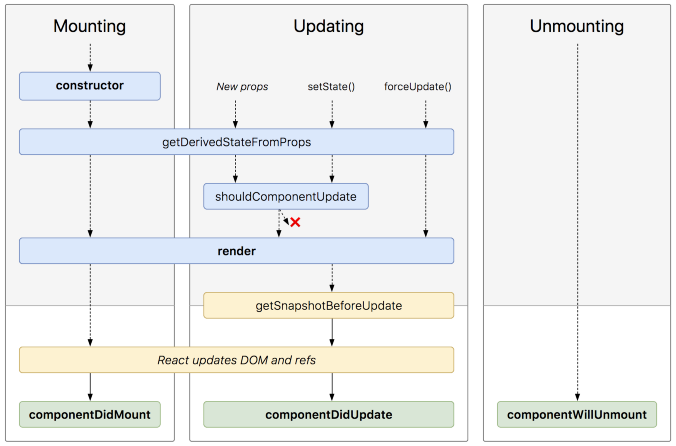 Mounting
Updating
Unmounting
constructor
New props
setState()
forceUpdate()
getDerivedStateFromProps
shouldComponentUpdate
render
getSnapshotBeforeUpdate
React updates DOM and refs
componentDidMount
componentDidUpdate
componentWillUnmount